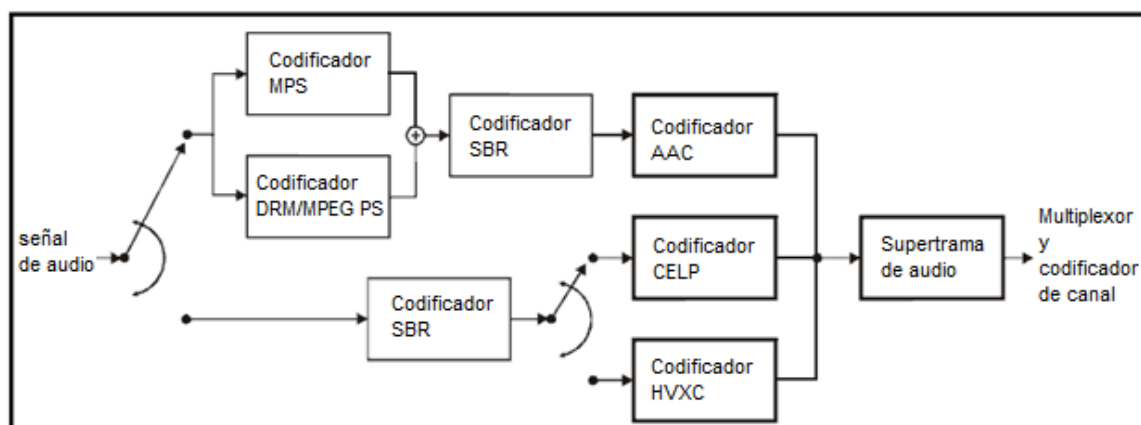 Codificador
MPS
Codificador
DRM/MPEG PS
Codificador
SBR
Codificador
AAC
señal
de audio
Codificador
SBR
Codificador
CELP
Codificador
HVXC
Supertrama
de audio
Multiplexor
y
codificador
de canal